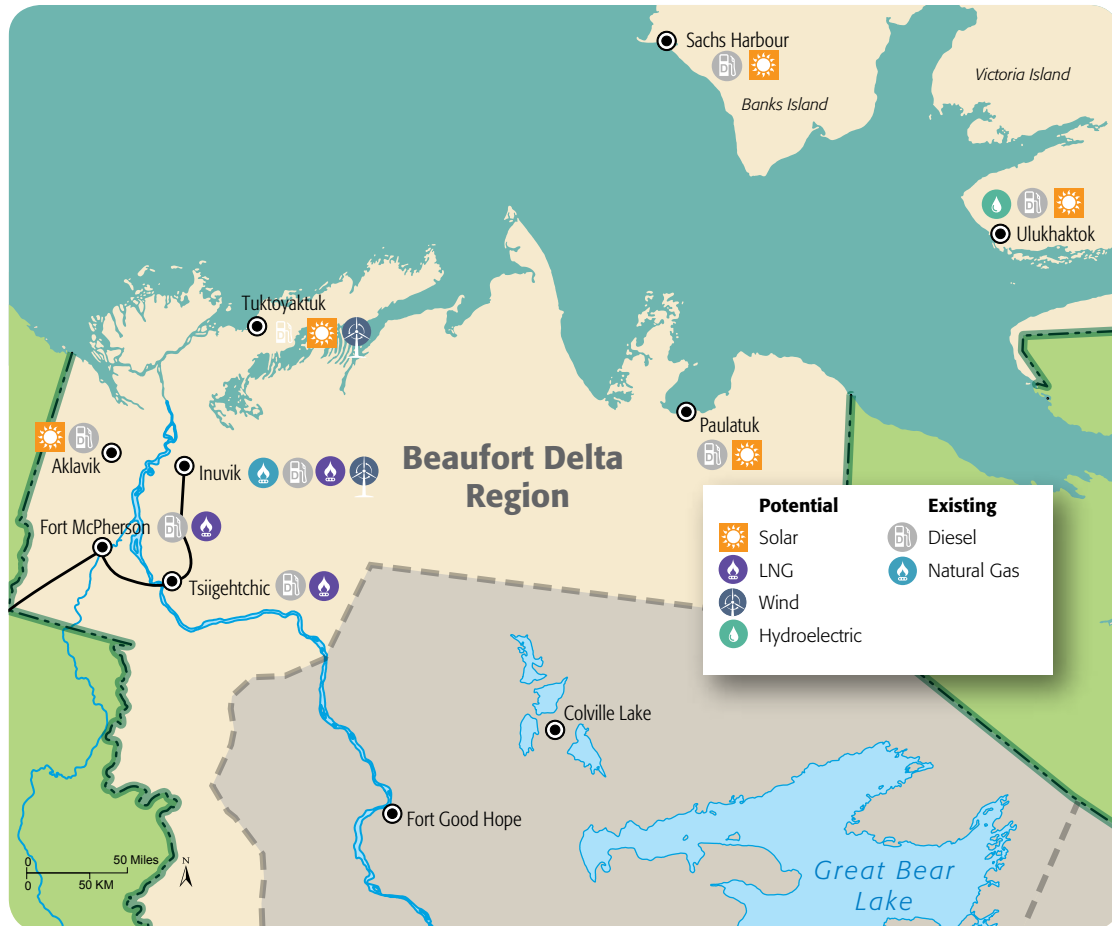 Sachs Harbour
Victoria Island
Banks Island
Ulukhaktok
Tuktoyaktuk
Paulatuk
Aklavik
Inuvik
Beaufort Delta
Region
Fort McPherson
Tsiigehtchic
Potential
Existing
Solar
Diesel
LNG
Natural Gas
Wind
Hydroelectric
Colville Lake
Fort Good Hope
Great Bear
Lake
0 50 Miles
0 50 KM
N
D
D
D
D
D
D
D
D
D